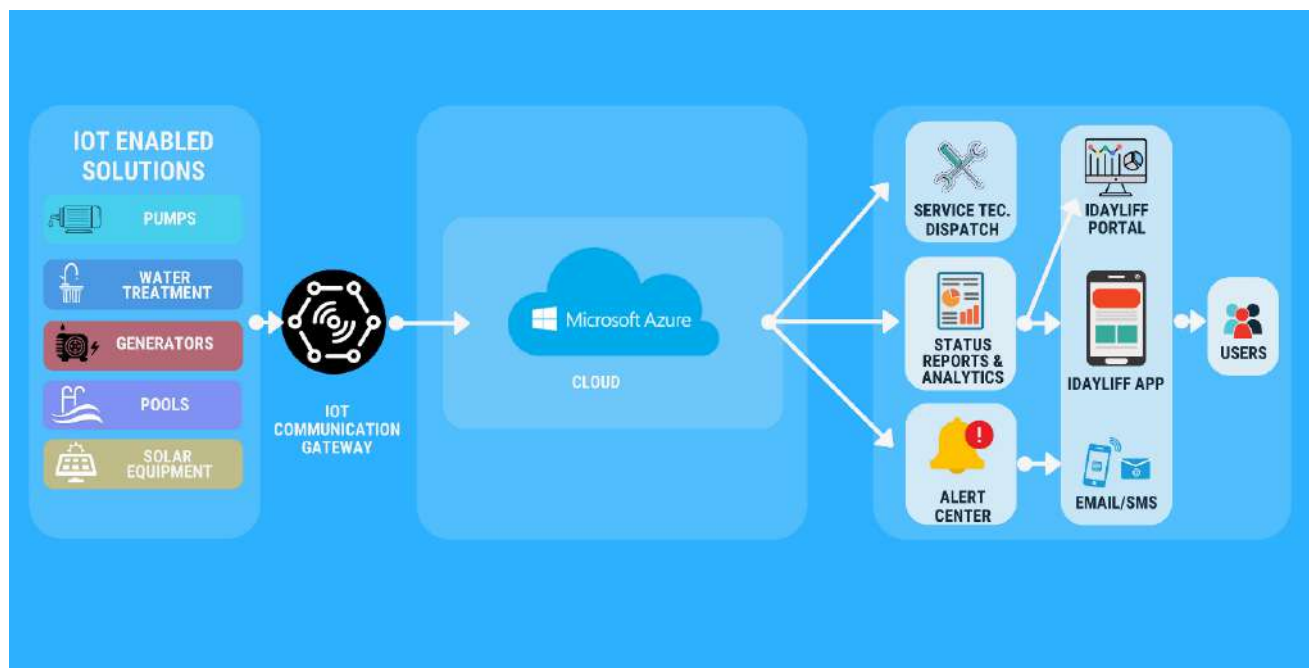 IOT ENABLED
SOLUTIONS
PUMPS
WATER
TREATMENT
GENERATORS
POOLS
SOLAR
EQUIPMENT
IOT
COMMUNICATION
GATEWAY
Microsoft Azure
CLOUD
SERVICE TEC.
DISPATCH
STATUS
REPORTS &
ANALYTICS
ALERT
CENTER
IDAYLIFF
PORTAL
IDAYLIFF APP
EMAIL/SMS
USERS